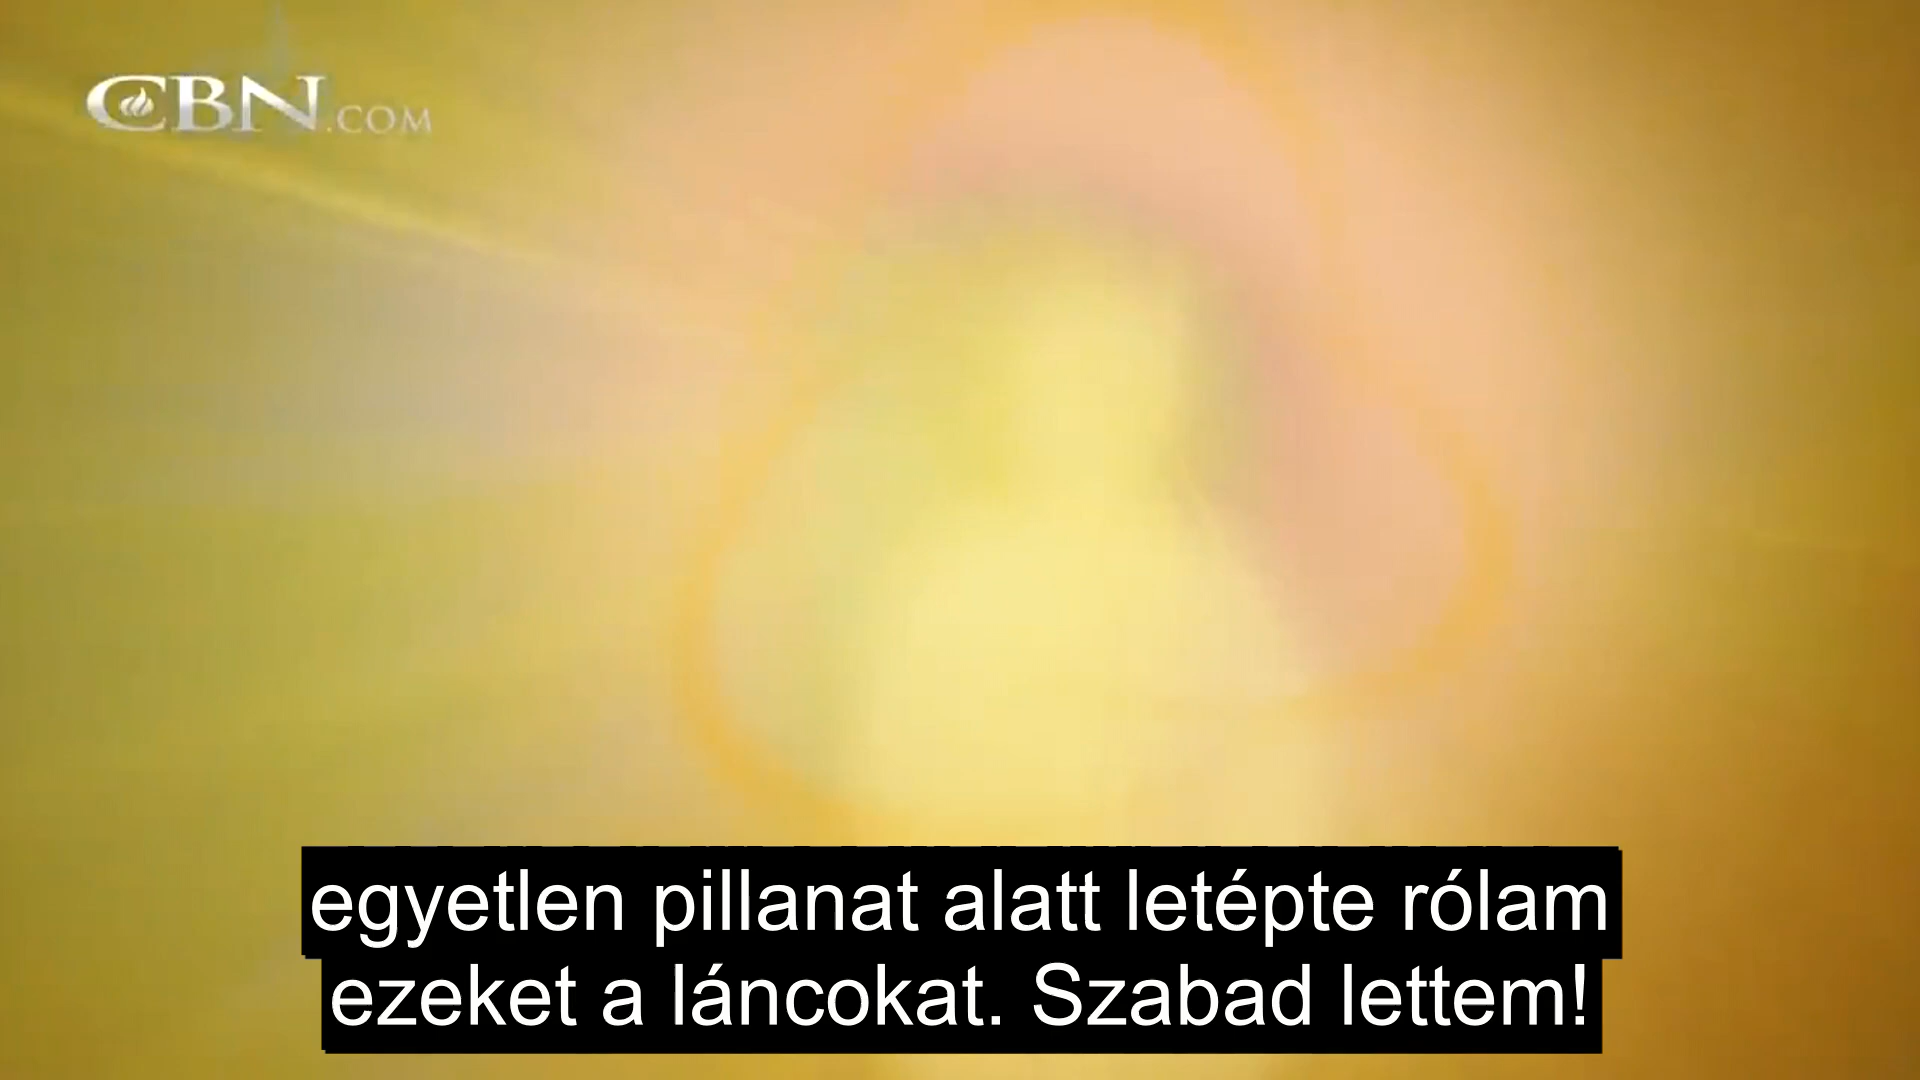 CBN.COM
egyetlen pillanat alatt letépte rólam
ezeket a láncokat. Szabad lettem!